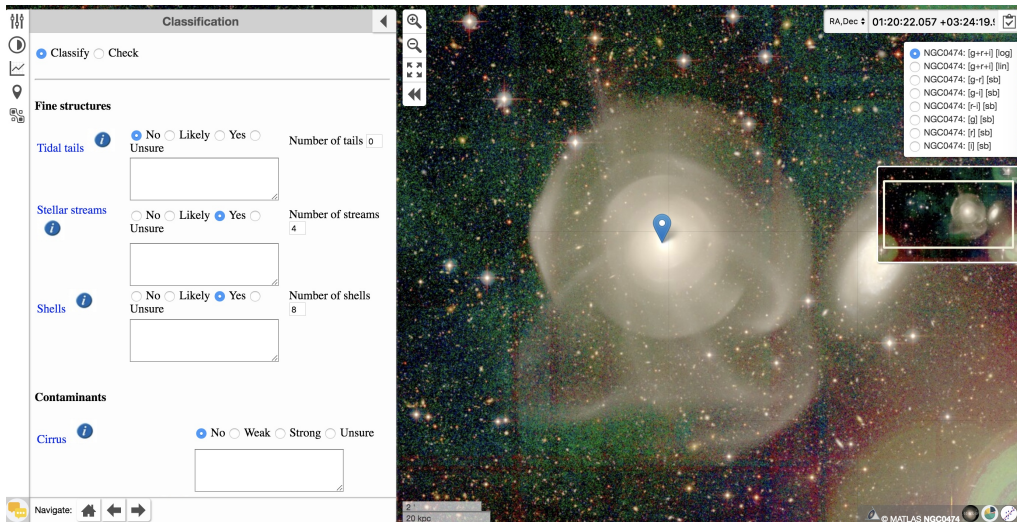 Classification
Classify Check
Fine structures
Tidal tails
No Likely Yes
Unsure
Number of tails 0
Stellar streams
No Likely Yes
Unsure
Number of streams
4
Shells
No Likely Yes
Unsure
Number of shells
8
Contaminants
Cirrus
No Weak Strong Unsure
Navigate:
RA,Dec 01:20:22.057 +03:24:19.
NGC0474: [g+r+i] [log]
NGC0474: [g+r+i] [lin]
NGC0474: [g-r] [sb]
NGC0474: [g-i] [sb]
NGC0474: [r-i] [sb]
NGC0474: [g] [sb]
NGC0474: [r] [sb]
NGC0474: [i] [sb]
2'
20 kpc
© MATLAS NGC0474